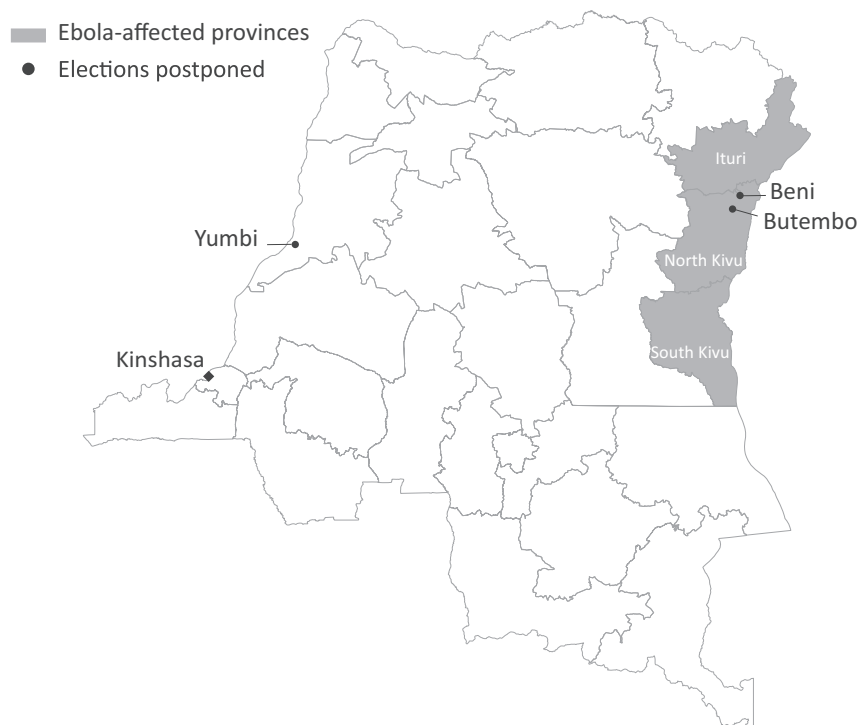 Ebola-affected provinces
Elections postponed
Ituri
Beni
Butembo
Yumbi
North Kivu
South Kivu
Kinshasa